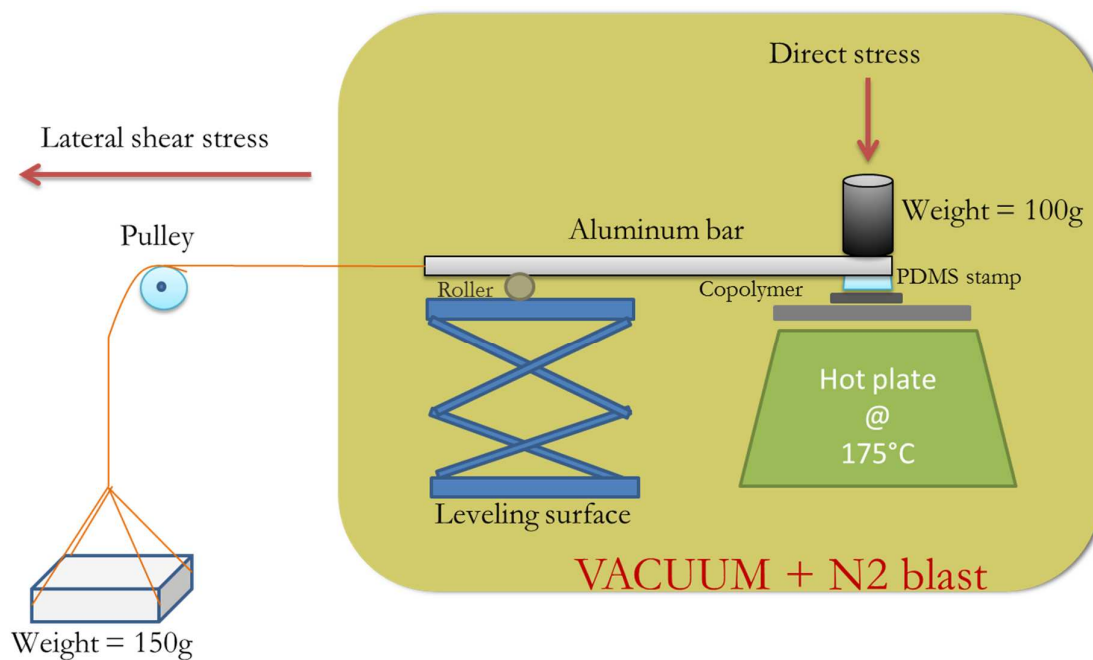 Direct stress
Lateral shear stress
Weight = 100g
Pulley
Aluminum bar
Roller
Copolymer
PDMS stamp
Hot plate
@
175°C
Leveling surface
VACUUM + N2 blast
Weight = 150g